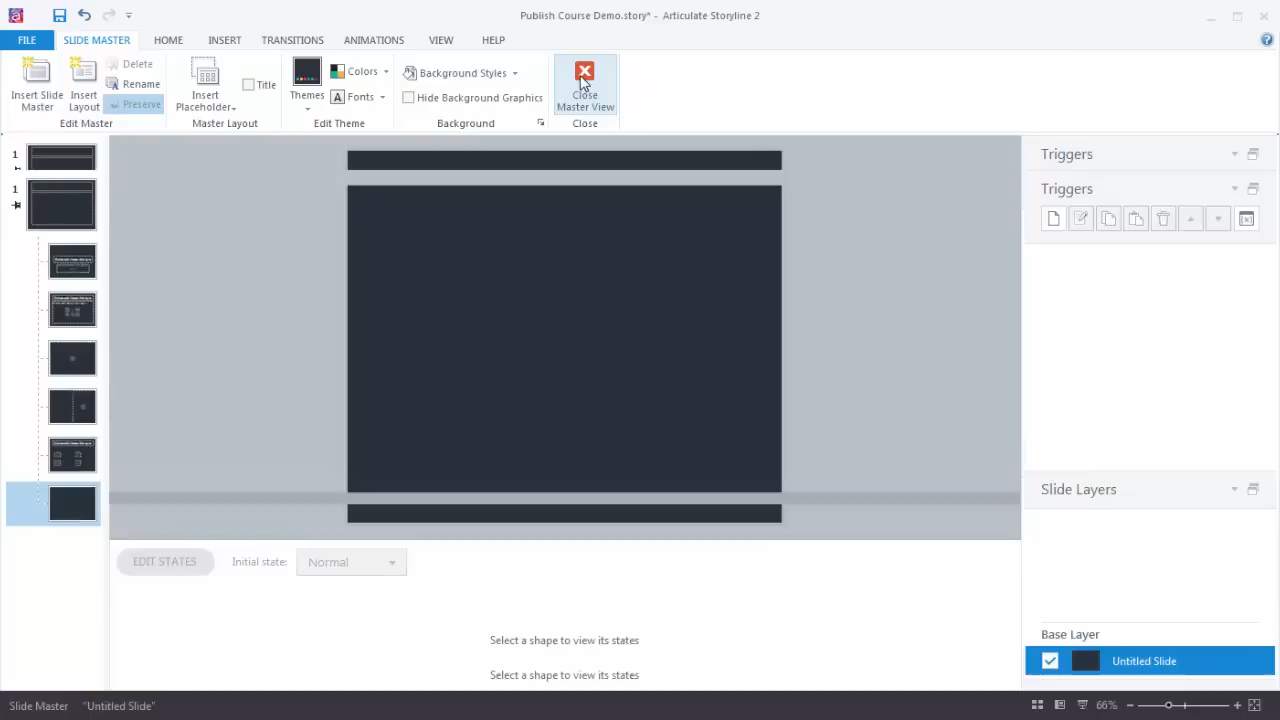 Publish Course Demo.story* - Articulate Storyline 2
FILE
SLIDE MASTER
HOME
INSERT
TRANSITIONS
ANIMATIONS
VIEW
HELP
Insert Slide
Master
Insert
Layout
Delete
Rename
Preserve
Edit Master
Insert
Placeholder
Title
Master Layout
Themes
Colors
Fonts
Edit Theme
Background Styles
Hide Background Graphics
Background
Close
Master View
Close
1
1
Triggers
Triggers
Slide Layers
EDIT STATES
Initial state:
Normal
Select a shape to view its states
Select a shape to view its states
Base Layer
Untitled Slide
Slide Master
"Untitled Slide"
66%